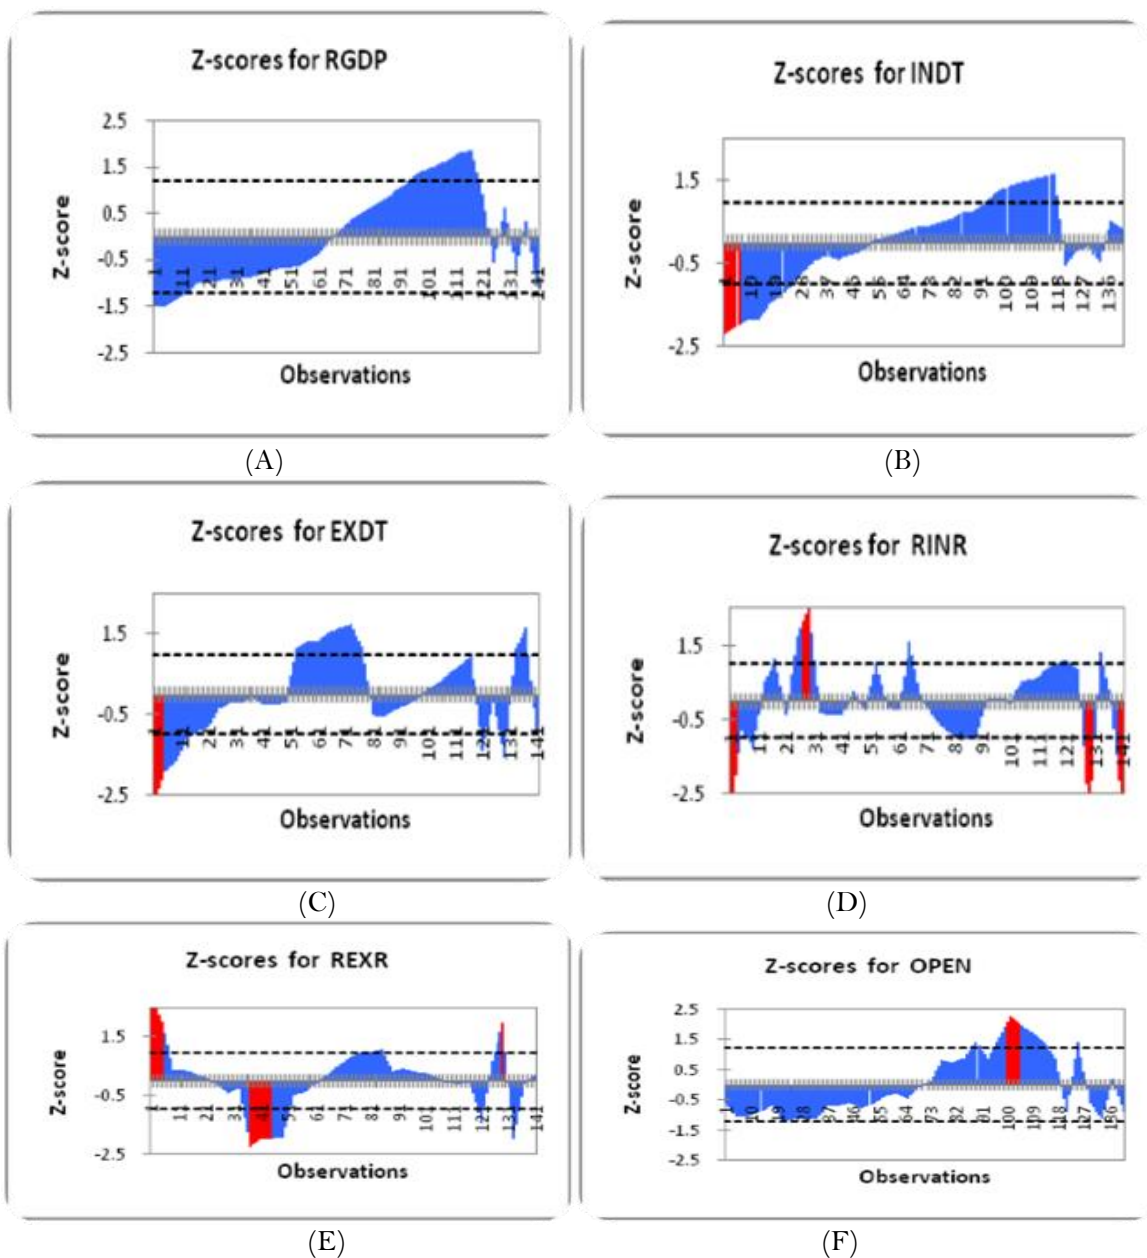 Z-scores for RGDP
2.5
1.5
0.5
-0.5
-1.5
-2.5
Z-score
1 11 21 31 41 51 61 71 81 91 101 111 121 131 141
Observations
(A)
Z-scores for INDT
1.5
-0.5
-2.5
Z-score
1 10 19 28 37 46 55 64 73 82 91 100 109 118 127 136
Observations
(B)
Z-scores for EXDT
1.5
-0.5
-2.5
Z-score
1 11 21 31 41 51 61 71 81 91 101 111 121 131 141
Observations
(C)
Z-scores for RINR
1.5
-0.5
-2.5
Z-score
1 11 21 31 41 51 61 71 81 91 101 111 121 131 141
Observations
(D)
Z-scores for REXR
1.5
-0.5
-2.5
Z-score
1 11 21 31 41 51 61 71 81 91 101 111 121 131 141
Observations
(E)
Z-scores for OPEN
2.5
1.5
0.5
-0.5
-1.5
-2.5
Z-score
1 10 19 28 37 46 55 64 73 82 91 100 109 118 127 136
Observations
(F)